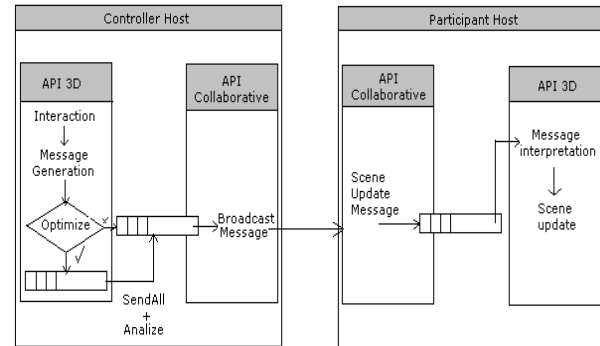 Controller Host
API 3D
Interaction
Message
Generation
Optimize
API
Collaborative
Broadcast
Message
SendAll
+
Analize
Participant Host
API
Collaborative
Scene
Update
Message
API 3D
Message
interpretation
Scene
update